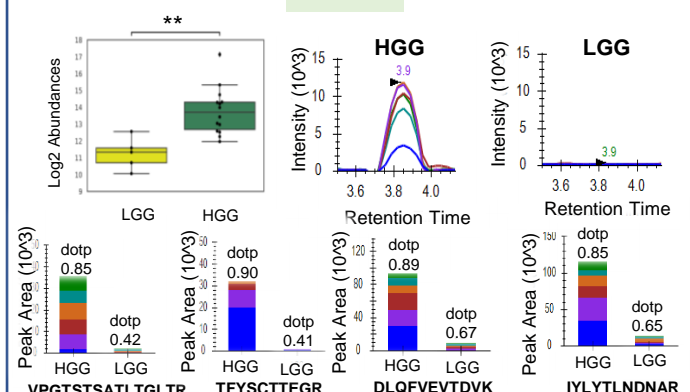 **
Log2 Abundances
18
17
16
15
14
13
12
11
10
9
LGG
HGG
HGG
Intensity (10^3)
15
10
5
0
3.9
3.6
3.8
4.0
Retention Time
LGG
Intensity (10^3)
15
10
5
0
3.9
3.6
3.8
4.0
Retention Time
Peak Area (10^3)
dotp
0.85
dotp
0.42
HGG
LGG
VPGTSTSATLTGLTR
Peak Area (10^3)
50
40
30
20
10
0
dotp
0.90
dotp
0.41
HGG
LGG
TEYSCTTEGR
Peak Area (10^3)
120
80
40
0
dotp
0.89
dotp
0.67
HGG
LGG
DLQFVEVTDVK
Peak Area (10^3)
150
100
50
0
dotp
0.85
dotp
0.65
HGG
LGG
IYLYTLNDNAR